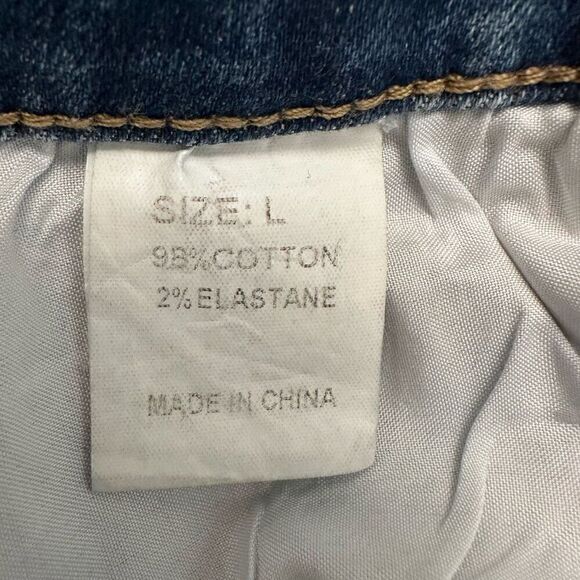 SIZE: L
98%COTTON
2% ELASTANE
MADE IN CHINA